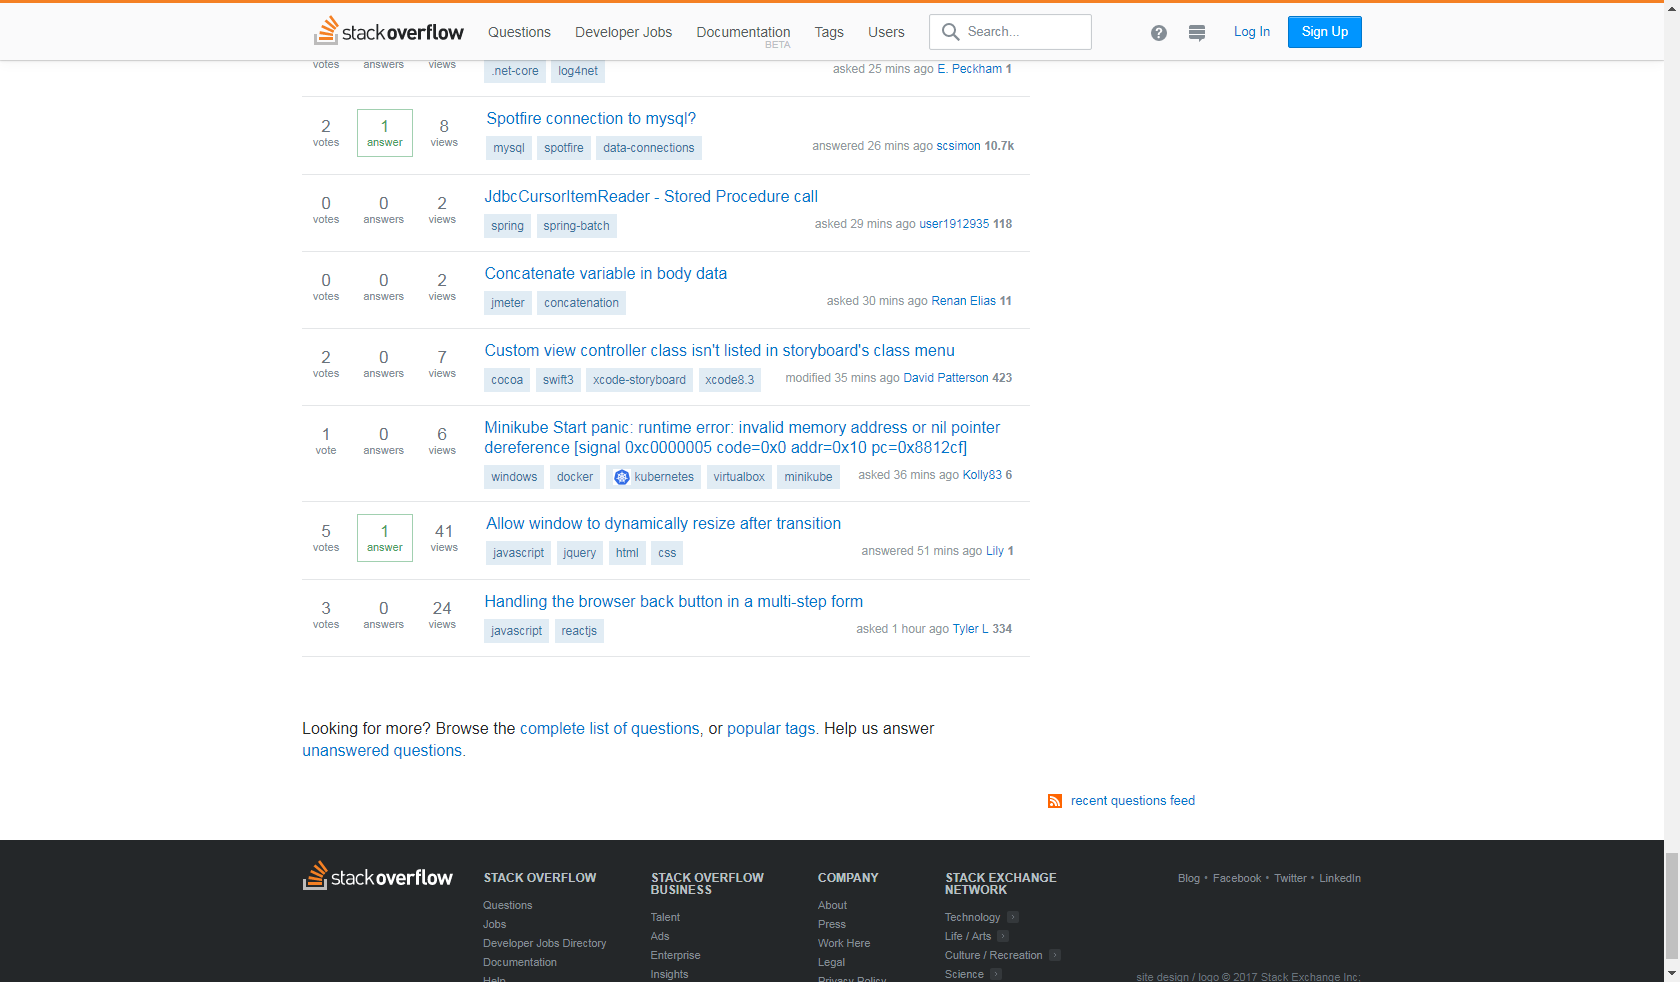 stackoverflow Questions Developer Jobs Documentation BETA Tags Users Search... Log In Sign Up
votes answers views
.net-core log4net asked 25 mins ago E. Peckham 1
2 votes 1 answer 8 views
Spotfire connection to mysql?
mysql spotfire data-connections answered 26 mins ago scsimon 10.7k
0 votes 0 answers 2 views
JdbcCursorItemReader - Stored Procedure call
spring spring-batch asked 29 mins ago user1912935 118
0 votes 0 answers 2 views
Concatenate variable in body data
jmeter concatenation asked 30 mins ago Renan Elias 11
2 votes 0 answers 7 views
Custom view controller class isn't listed in storyboard's class menu
cocoa swift3 xcode-storyboard xcode8.3 modified 35 mins ago David Patterson 423
1 vote 0 answers 6 views
Minikube Start panic: runtime error: invalid memory address or nil pointer
dereference [signal 0xc0000005 code=0x0 addr=0x10 pc=0x8812cf]
windows docker kubernetes virtualbox minikube asked 36 mins ago Kolly83 6
5 votes 1 answer 41 views
Allow window to dynamically resize after transition
javascript jquery html css answered 51 mins ago Lily 1
3 votes 0 answers 24 views
Handling the browser back button in a multi-step form
javascript reactjs asked 1 hour ago Tyler L 334
Looking for more? Browse the complete list of questions, or popular tags. Help us answer
unanswered questions.
recent questions feed
stackoverflow
STACK OVERFLOW
Questions
Jobs
Developer Jobs Directory
Documentation
Help
STACK OVERFLOW
BUSINESS
Talent
Ads
Enterprise
Insights
COMPANY
About
Press
Work Here
Legal
Privacy Policy
STACK EXCHANGE
NETWORK
Technology
Life / Arts
Culture / Recreation
Science
Blog • Facebook • Twitter • LinkedIn
site design / logo © 2017 Stack Exchange Inc;